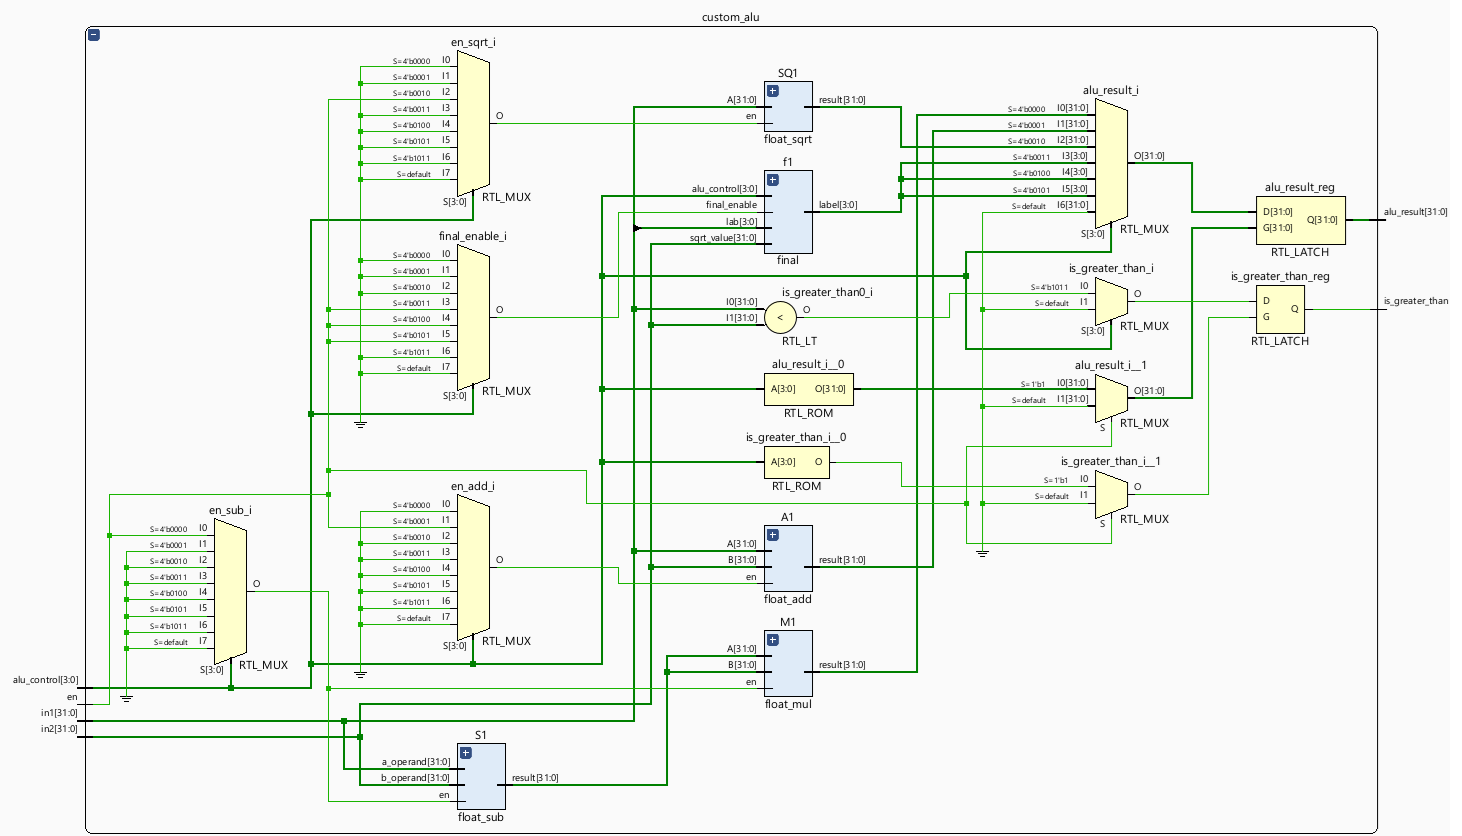 custom_alu
en_sqrt_i
S=4'b0000 I0
S=4'b0001 I1
S=4'b0010 I2
S=4'b0011 I3
S=4'b0100 I4
S=4'b0101 I5
S=4'b1011 I6
S=default I7
O
S[3:0]
RTL_MUX
final_enable_i
S=4'b0000 I0
S=4'b0001 I1
S=4'b0010 I2
S=4'b0011 I3
S=4'b0100 I4
S=4'b0101 I5
S=4'b1011 I6
S=default I7
O
S[3:0]
RTL_MUX
en_add_i
S=4'b0000 I0
S=4'b0001 I1
S=4'b0010 I2
S=4'b0011 I3
S=4'b0100 I4
S=4'b0101 I5
S=4'b1011 I6
S=default I7
O
S[3:0]
RTL_MUX
en_sub_i
S=4'b0000 I0
S=4'b0001 I1
S=4'b0010 I2
S=4'b0011 I3
S=4'b0100 I4
S=4'b0101 I5
S=4'b1011 I6
S=default I7
O
S[3:0]
RTL_MUX
alu_control[3:0]
en
in1[31:0]
in2[31:0]
S1
a_operand[31:0]
b_operand[31:0]
en
result[31:0]
float_sub
SQ1
A[31:0]
en
result[31:0]
float_sqrt
f1
alu_control[3:0]
final_enable
lab[3:0]
sqrt_value[31:0]
label[3:0]
final
is_greater_than0_i
I0[31:0]
I1[31:0]
<
O
RTL_LT
alu_result_i__0
A[3:0] O[31:0]
RTL_ROM
is_greater_than_i__0
A[3:0] O
RTL_ROM
A1
A[31:0]
B[31:0]
en
result[31:0]
float_add
M1
A[31:0]
B[31:0]
en
result[31:0]
float_mul
alu_result_i
S=4'b0000 I0[31:0]
S=4'b0001 I1[31:0]
S=4'b0010 I2[31:0]
S=4'b0011 I3[3:0]
S=4'b0100 I4[3:0]
S=4'b0101 I5[3:0]
S=default I6[31:0]
O[31:0]
S[3:0]
RTL_MUX
is_greater_than_i
S=4'b1011 I0
S=default I1
O
S[3:0]
RTL_MUX
alu_result_i__1
S=1'b1 I0[31:0]
S=default I1[31:0]
O[31:0]
S
RTL_MUX
is_greater_than_i__1
S=1'b1 I0
S=default I1
O
S
RTL_MUX
alu_result_reg
D[31:0]
G[31:0]
Q[31:0]
RTL_LATCH
alu_result[31:0]
is_greater_than_reg
D
G
Q
RTL_LATCH
is_greater_than